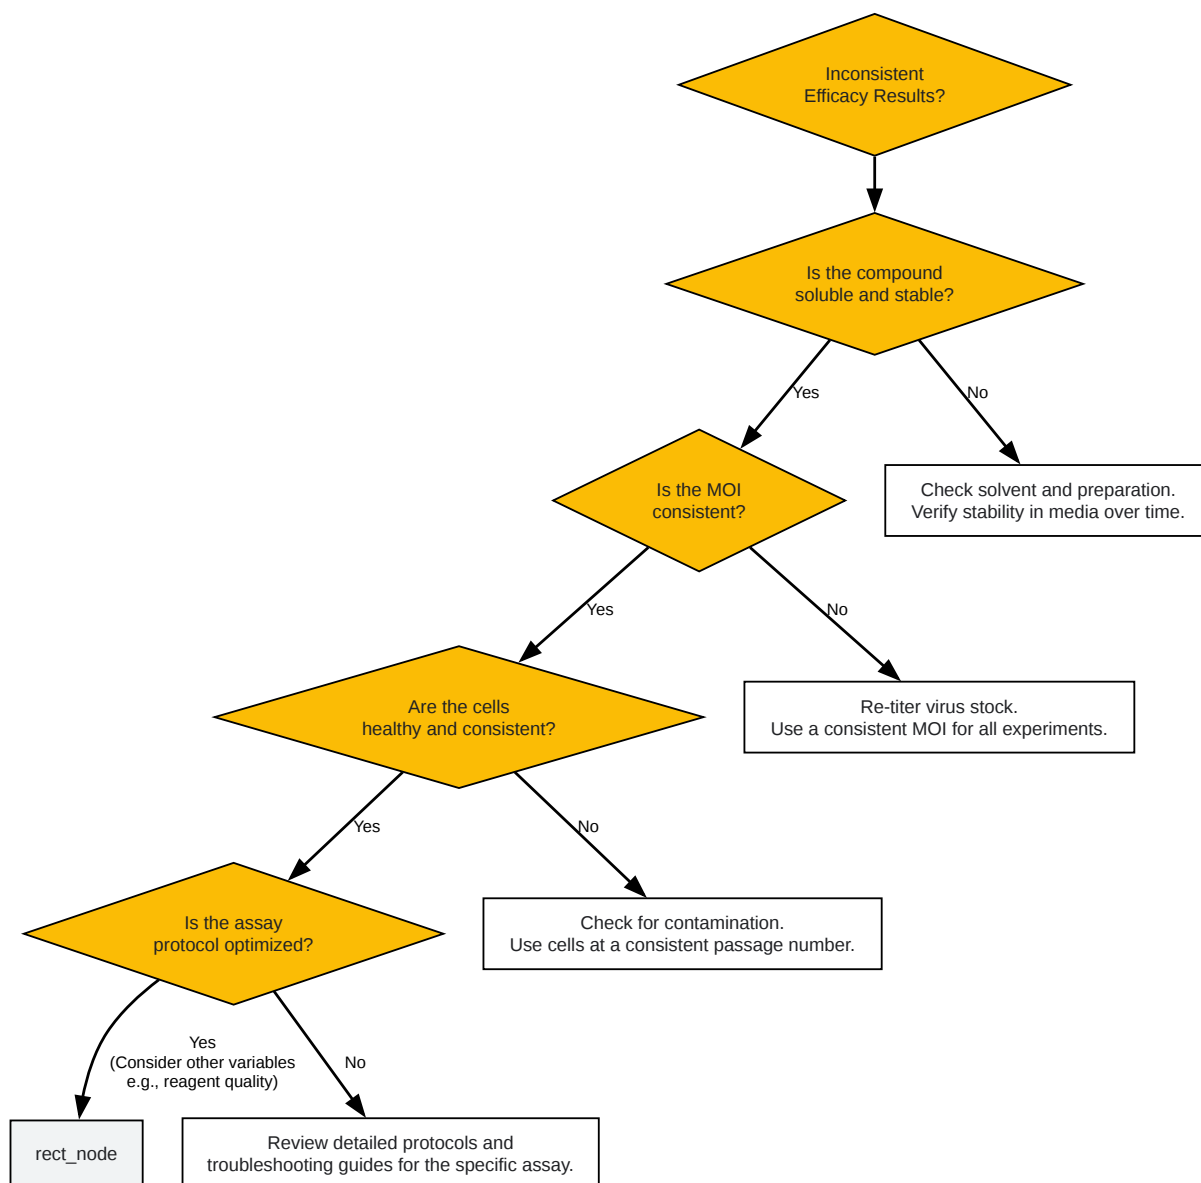 Inconsistent
Efficacy Results?
Is the compound
soluble and stable?
Yes
No
Is the MOI
consistent?
Check solvent and preparation.
Verify stability in media over time.
Yes
No
Are the cells
healthy and consistent?
Re-titer virus stock.
Use a consistent MOI for all experiments.
Yes
No
Is the assay
protocol optimized?
Check for contamination.
Use cells at a consistent passage number.
Yes
(Consider other variables
e.g., reagent quality)
No
rect_node
Review detailed protocols and
troubleshooting guides for the specific assay.